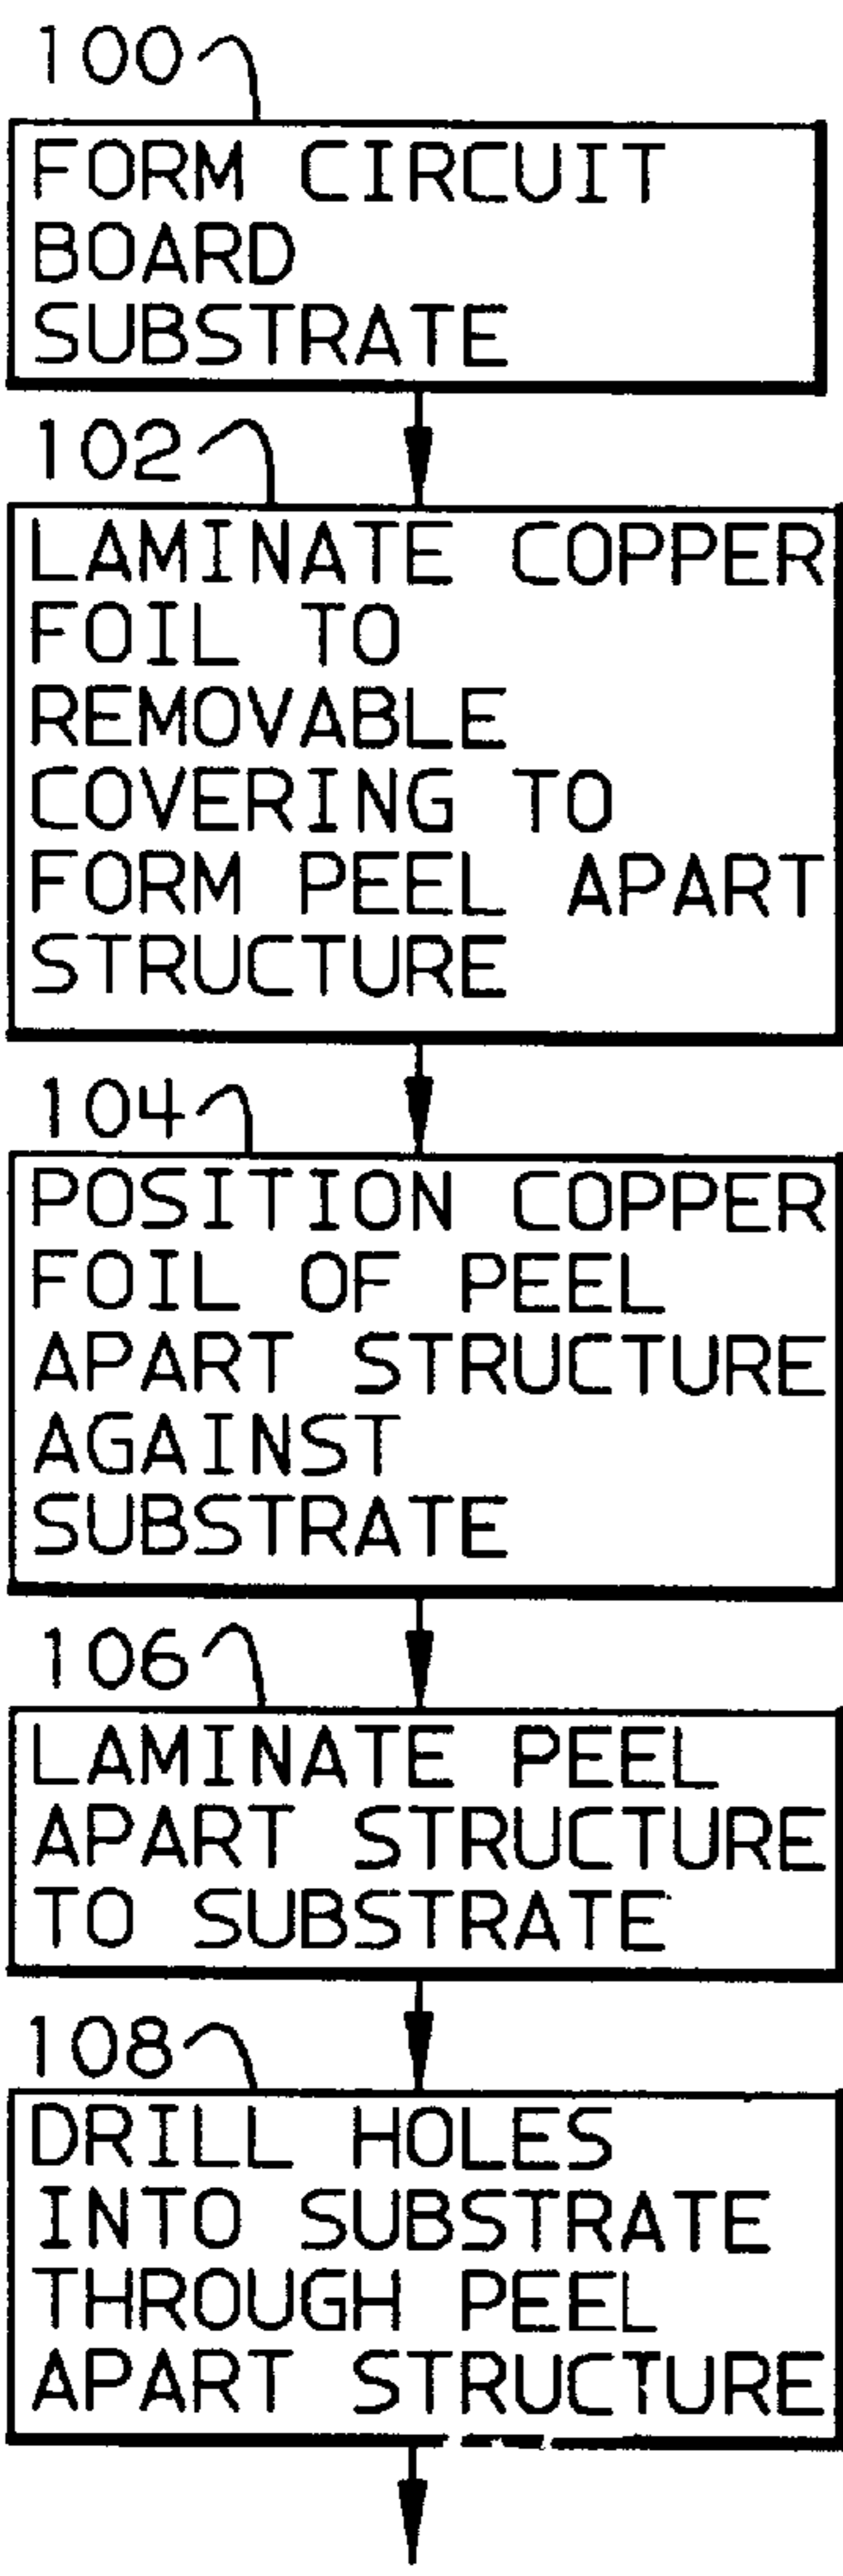 100
FORM CIRCUIT
BOARD
SUBSTRATE
102
LAMINATE COPPER
FOIL TO
REMOVABLE
COVERING TO
FORM PEEL APART
STRUCTURE
104
POSITION COPPER
FOIL OF PEEL
APART STRUCTURE
AGAINST
SUBSTRATE
106
LAMINATE PEEL
APART STRUCTURE
TO SUBSTRATE
108
DRILL HOLES
INTO SUBSTRATE
THROUGH PEEL
APART STRUCTURE